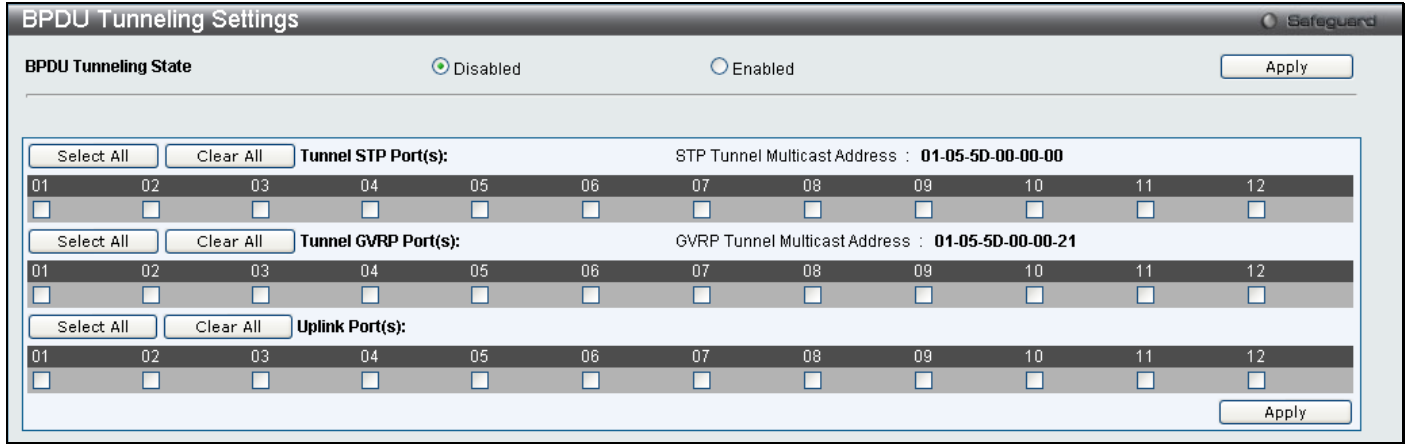 BPDU Tunneling Settings
Safeguard
BPDU Tunneling State Disabled Enabled Apply
Select All Clear All Tunnel STP Port(s): STP Tunnel Multicast Address : 01-05-5D-00-00-00
01 02 03 04 05 06 07 08 09 10 11 12
Select All Clear All Tunnel GVRP Port(s): GVRP Tunnel Multicast Address : 01-05-5D-00-00-21
01 02 03 04 05 06 07 08 09 10 11 12
Select All Clear All Uplink Port(s):
01 02 03 04 05 06 07 08 09 10 11 12
Apply